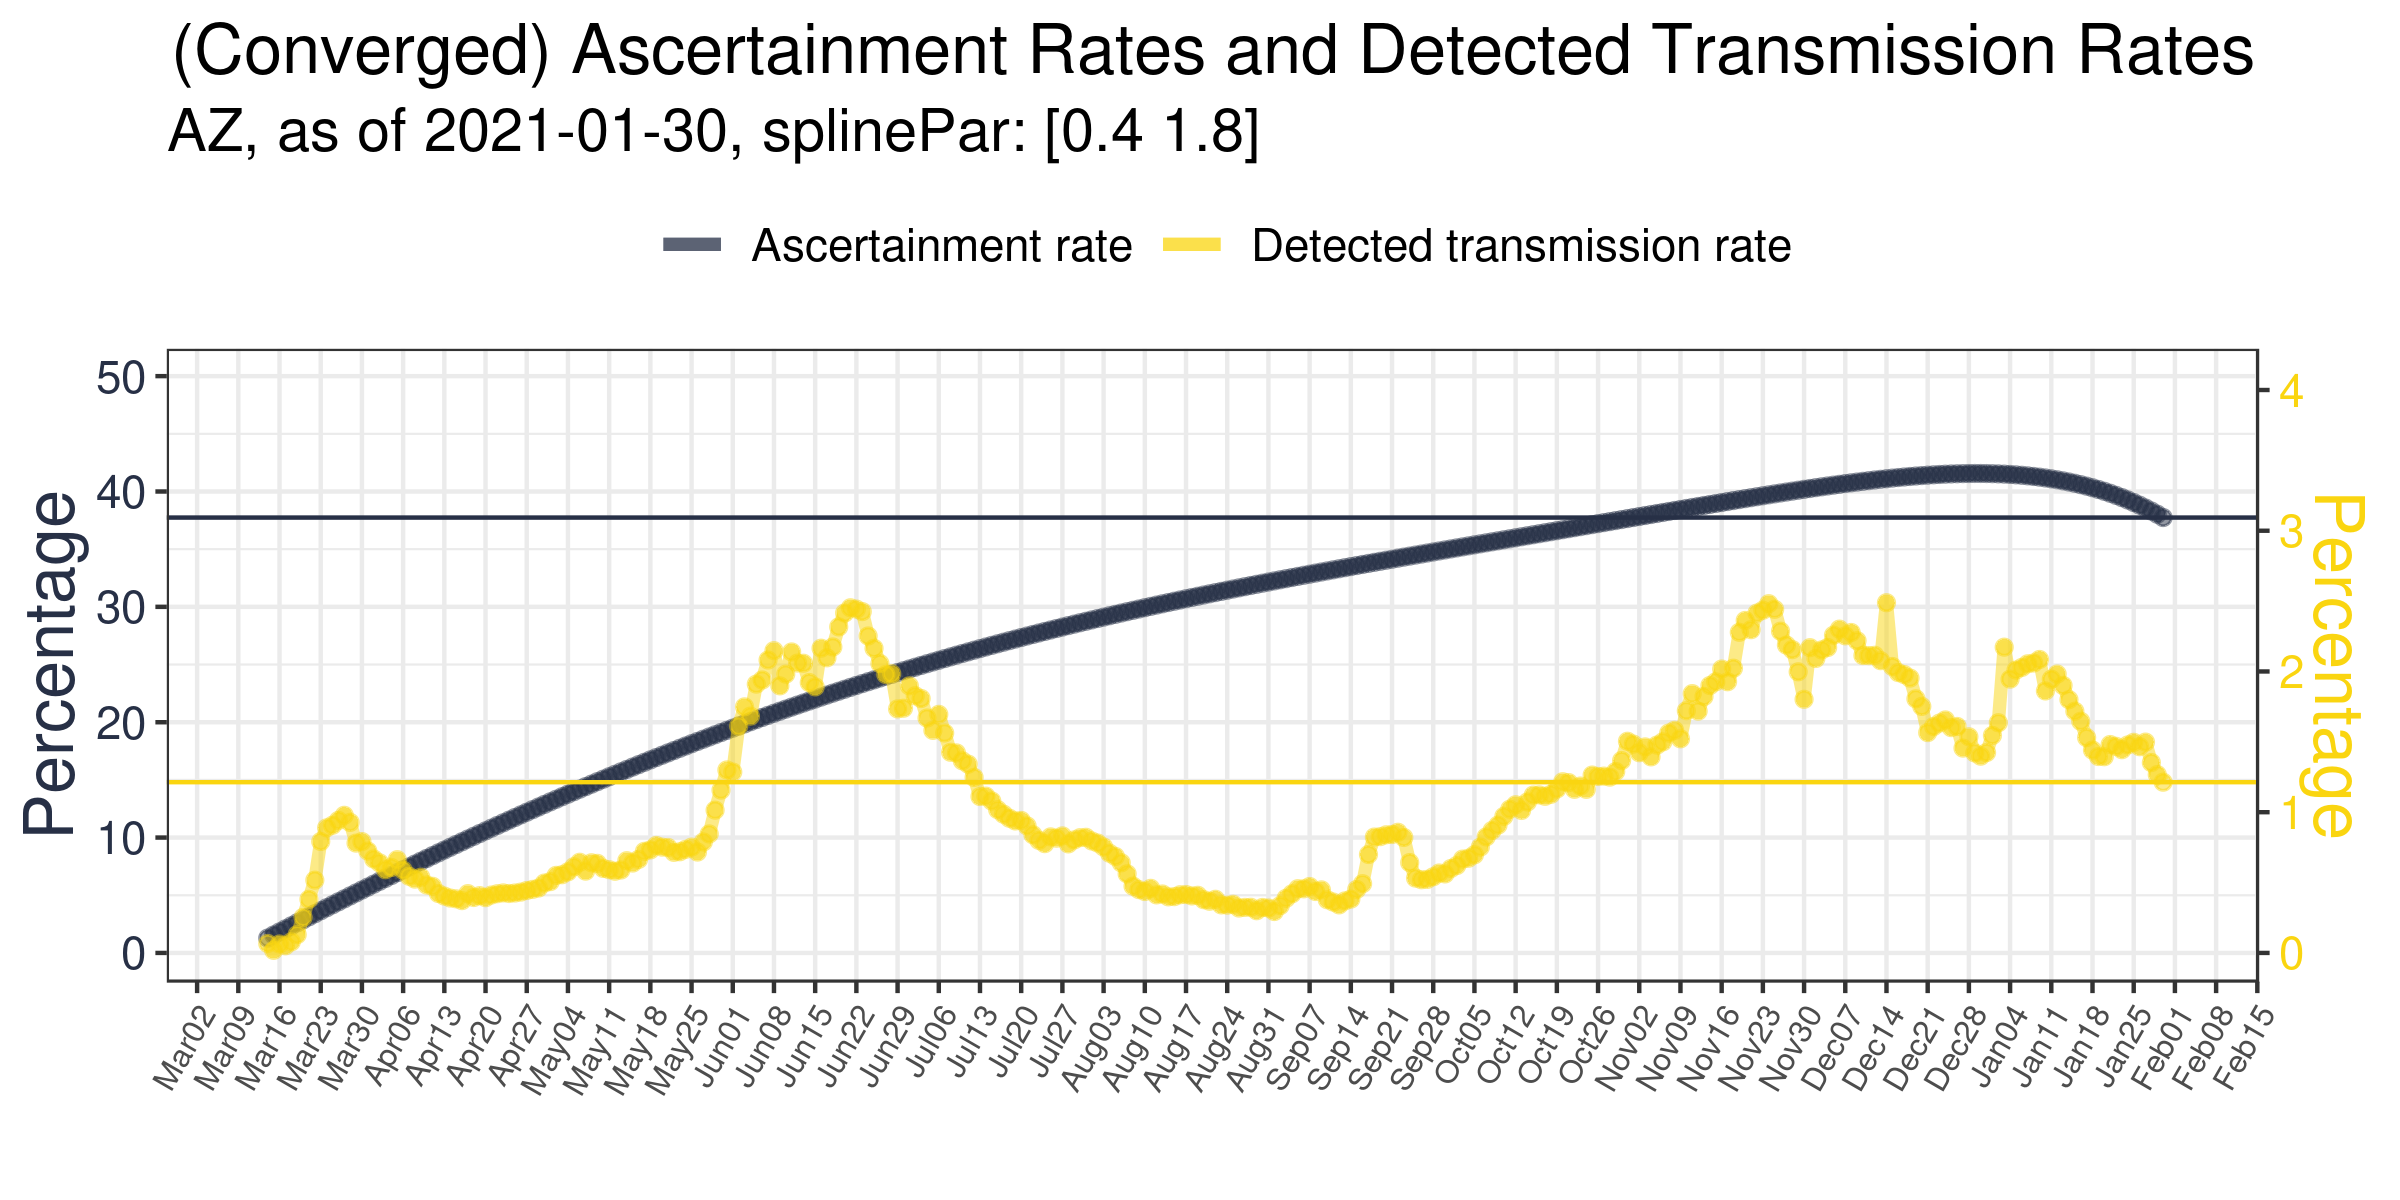 (Converged) Ascertainment Rates and Detected Transmission Rates
AZ, as of 2021-01-30, splinePar: [0.4 1.8]
Ascertainment rate Detected transmission rate
Percentage
50
40
30
20
10
0
4
3
2
1
0
Percentage
Mar02 Mar09 Mar16 Mar23 Mar30 Apr06 Apr13 Apr20 Apr27 May04 May11 May18 May25 Jun01 Jun08 Jun15 Jun22 Jun29 Jul06 Jul13 Jul20 Jul27 Aug03 Aug10 Aug17 Aug24 Aug31 Sep07 Sep14 Sep21 Sep28 Oct05 Oct12 Oct19 Oct26 Nov02 Nov09 Nov16 Nov23 Nov30 Dec07 Dec14 Dec21 Dec28 Jan04 Jan11 Jan18 Jan25 Feb01 Feb08 Feb15